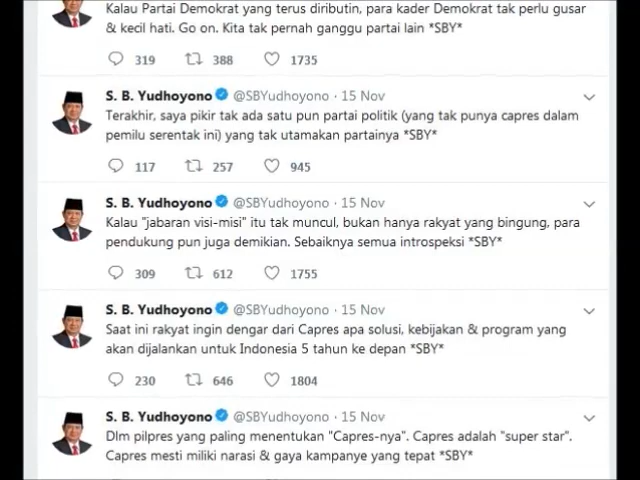 Kalau Partai Demokrat yang terus diributin, para kader Demokrat tak perlu gusar
& kecil hati. Go on. Kita tak pernah ganggu partai lain *SBY*
319 388 1735
S. B. Yudhoyono @SBYudhoyono · 15 Nov
Terakhir, saya pikir tak ada satu pun partai politik (yang tak punya capres dalam
pemilu serentak ini) yang tak utamakan partainya *SBY*
117 257 945
S. B. Yudhoyono @SBYudhoyono · 15 Nov
Kalau "jabaran visi-misi" itu tak muncul, bukan hanya rakyat yang bingung, para
pendukung pun juga demikian. Sebaiknya semua introspeksi *SBY*
309 612 1755
S. B. Yudhoyono @SBYudhoyono · 15 Nov
Saat ini rakyat ingin dengar dari Capres apa solusi, kebijakan & program yang
akan dijalankan untuk Indonesia 5 tahun ke depan *SBY*
230 646 1804
S. B. Yudhoyono @SBYudhoyono · 15 Nov
Dlm pilpres yang paling menentukan "Capres-nya". Capres adalah "super star".
Capres mesti miliki narasi & gaya kampanye yang tepat *SBY*